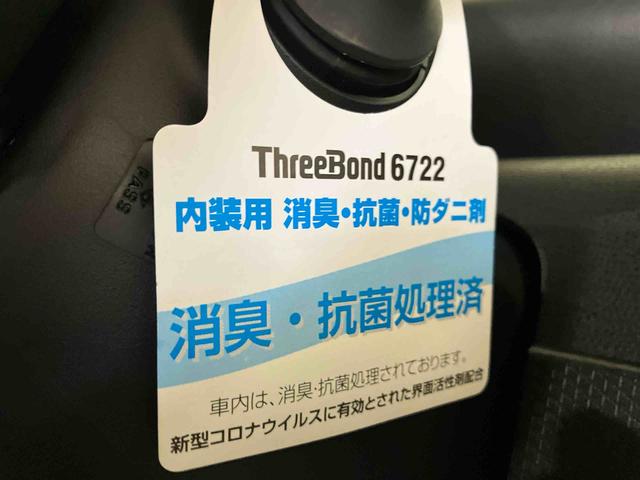 ThreeBond 6722
内装用 消臭・抗菌・防ダニ剤
消臭・抗菌処理済
車内は、消臭・抗菌処理されております。
新型コロナウイルスに有効とされた界面活性剤配合
PASS